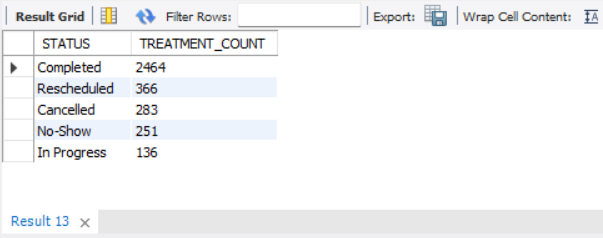 Result Grid Filter Rows: Export: Wrap Cell Content: IA
STATUS TREATMENT_COUNT
Completed 2464
Rescheduled 366
Cancelled 283
No-Show 251
In Progress 136
Result 13 ×